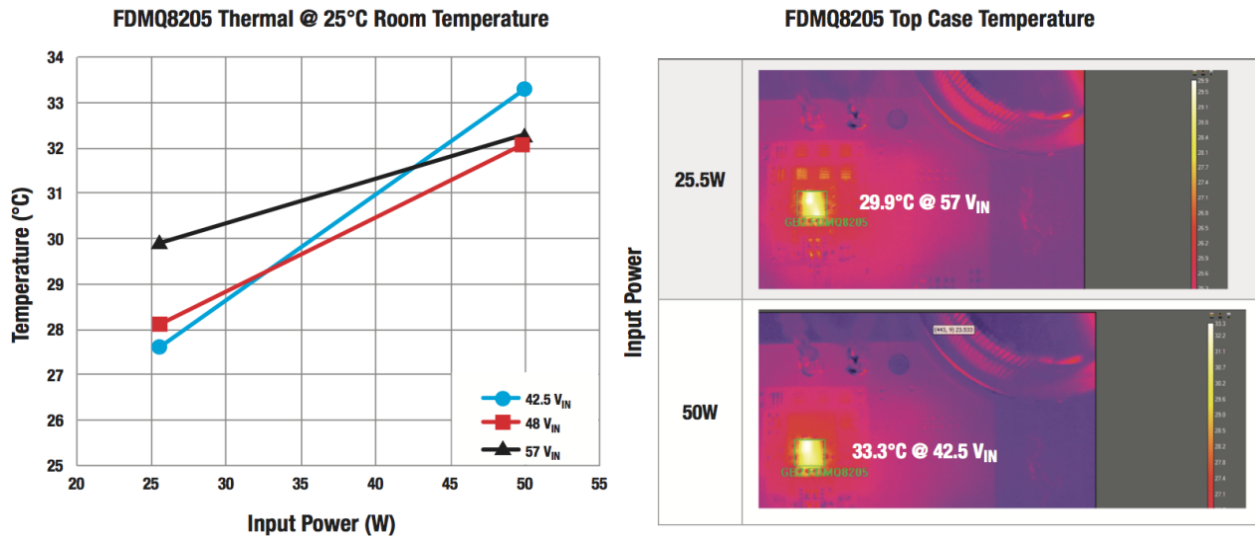 FDMQ8205 Thermal @ 25°C Room Temperature
34
33
32
31
30
29
28
27
26
25
Temperature (°C)
20 25 30 35 40 45 50 55
Input Power (W)
42.5 VIN
48 VIN
57 VIN
FDMQ8205 Top Case Temperature
Input Power
25.5W
29.9°C @ 57 VIN
50W
33.3°C @ 42.5 VIN